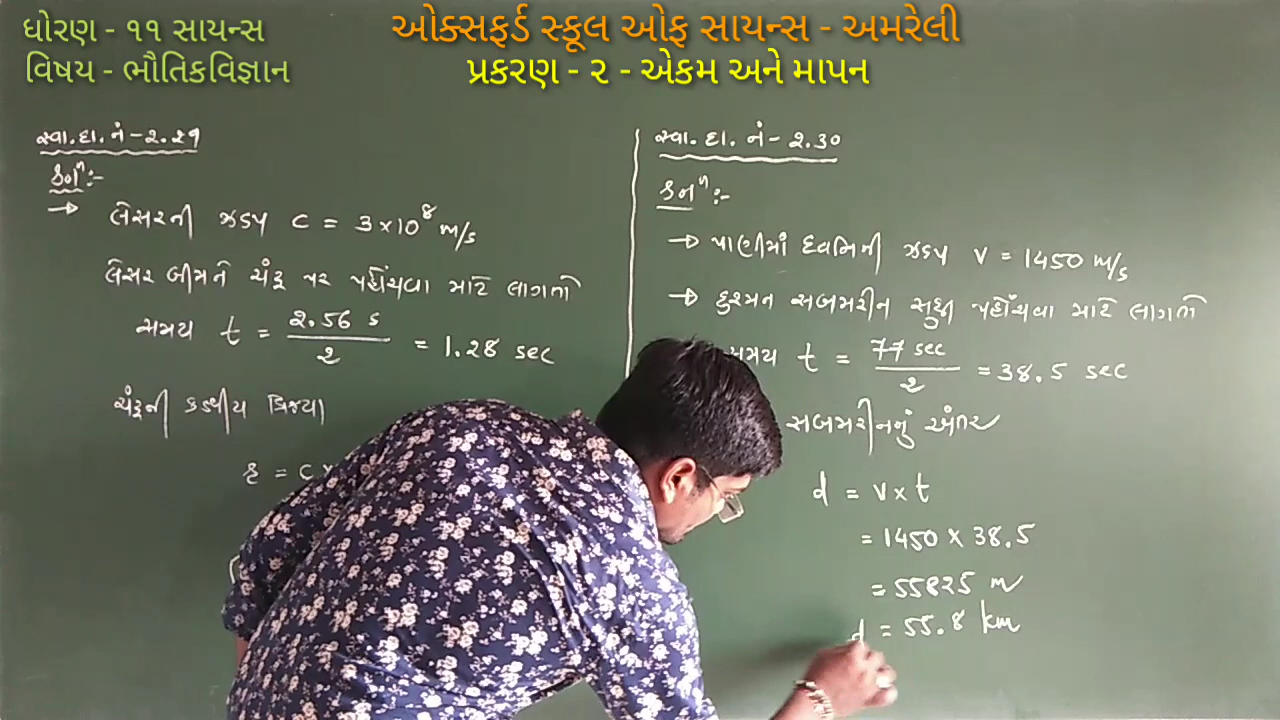 ધોરણ - ૧૧ સાયન્સ
વિષય - ભૌતિકવિજ્ઞાન
ઓક્સફર્ડ સ્કૂલ ઓફ સાયન્સ - અમરેલી
પ્રકરણ - ૨ - એકમ અને માપન
સ્વા.દા. નં - ૨.૨૧
→ લેસરની ઝડપ c = 3×10⁸ m/s
લેસર બીમને ચંદ્ર પર પહોંચવા માટે લાગતો
સમય t = 2.56 s / 2 = 1.28 sec
ચંદ્રની કક્ષીય ત્રિજ્યા
= c×
સ્વા. દા. નં - ૨.૩૦
→ પાણીમાં ધ્વનિની ઝડપ v = 1450 m/s
→ દુશ્મન સબમરીન સુધી પહોંચવા માટે લાગતો
સમય t = 77 sec / 2 = 38.5 sec
સબમરીનનું અંતર
d = v×t
= 1450 × 38.5
= 55825 m
d = 55.8 km